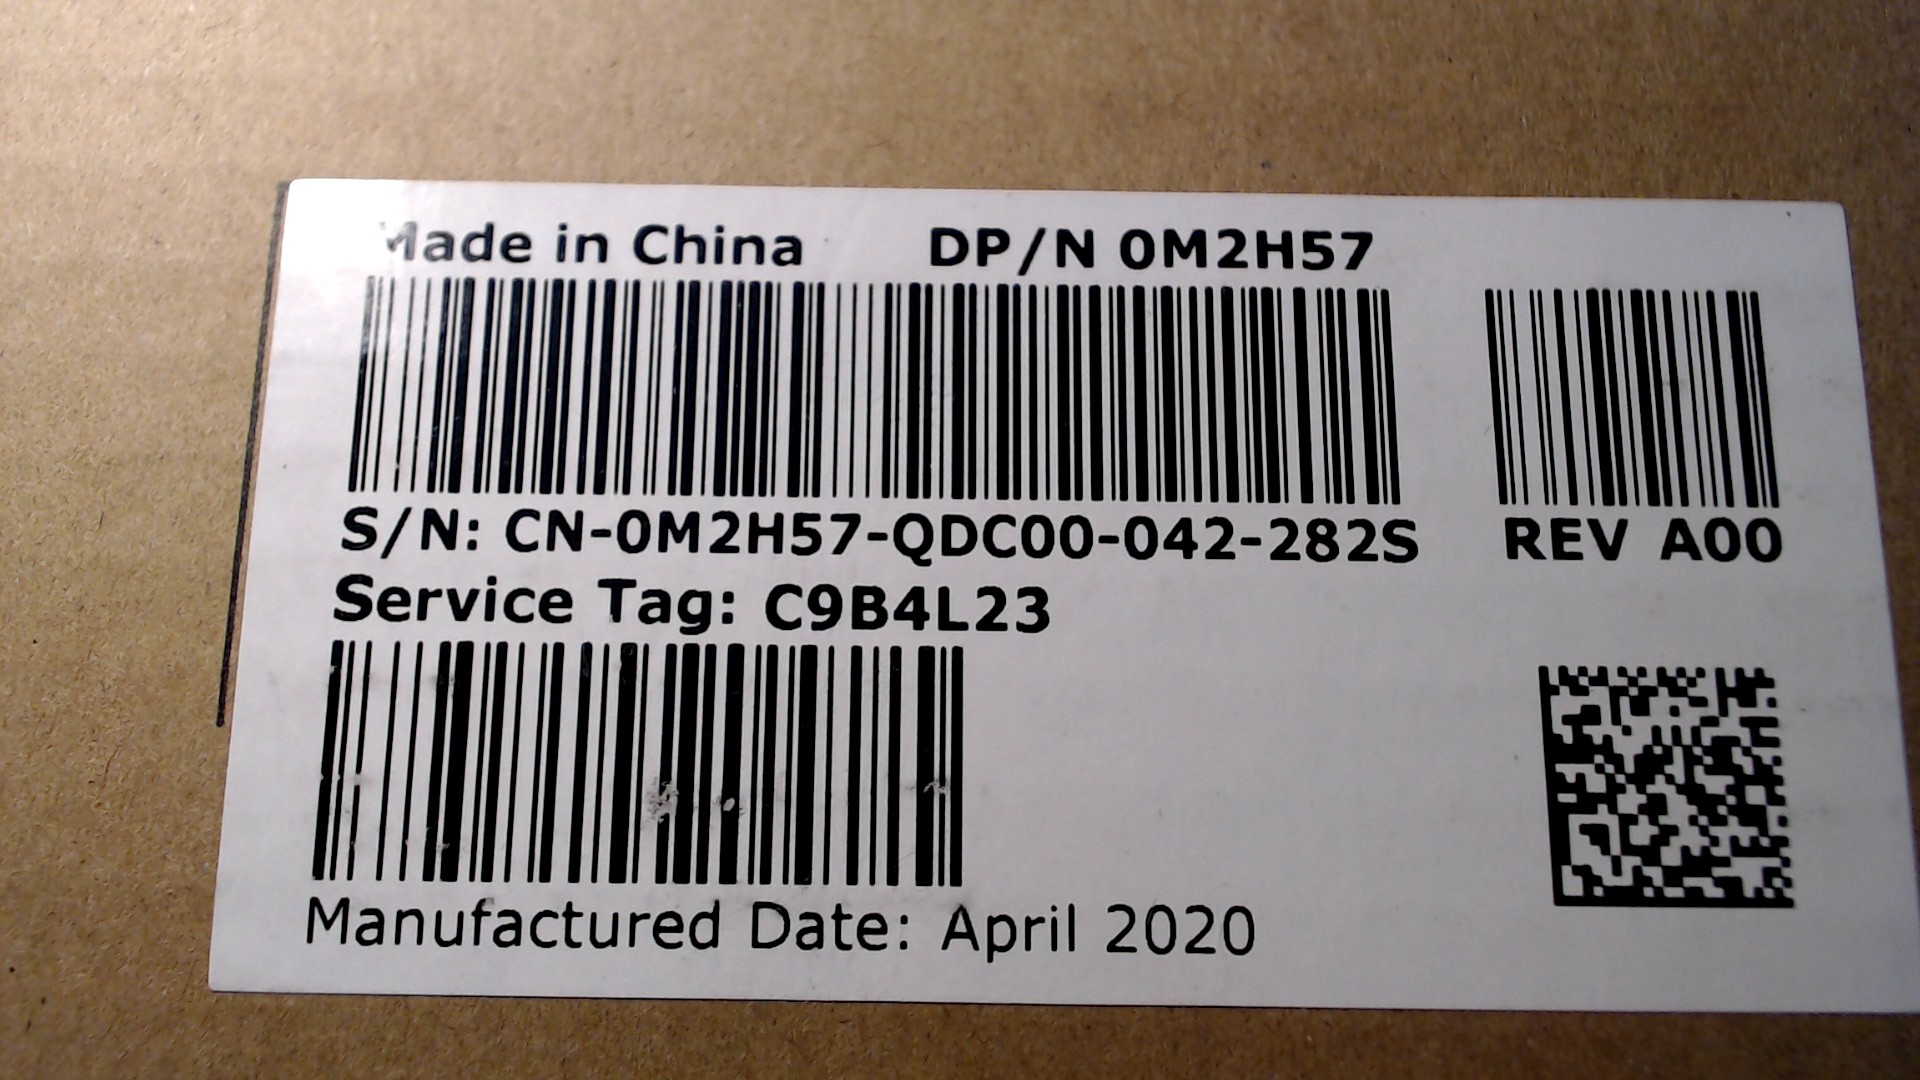 Made in China DP/N 0M2H57
S/N: CN-0M2H57-QDC00-042-282S REV A00
Service Tag: C9B4L23
Manufactured Date: April 2020